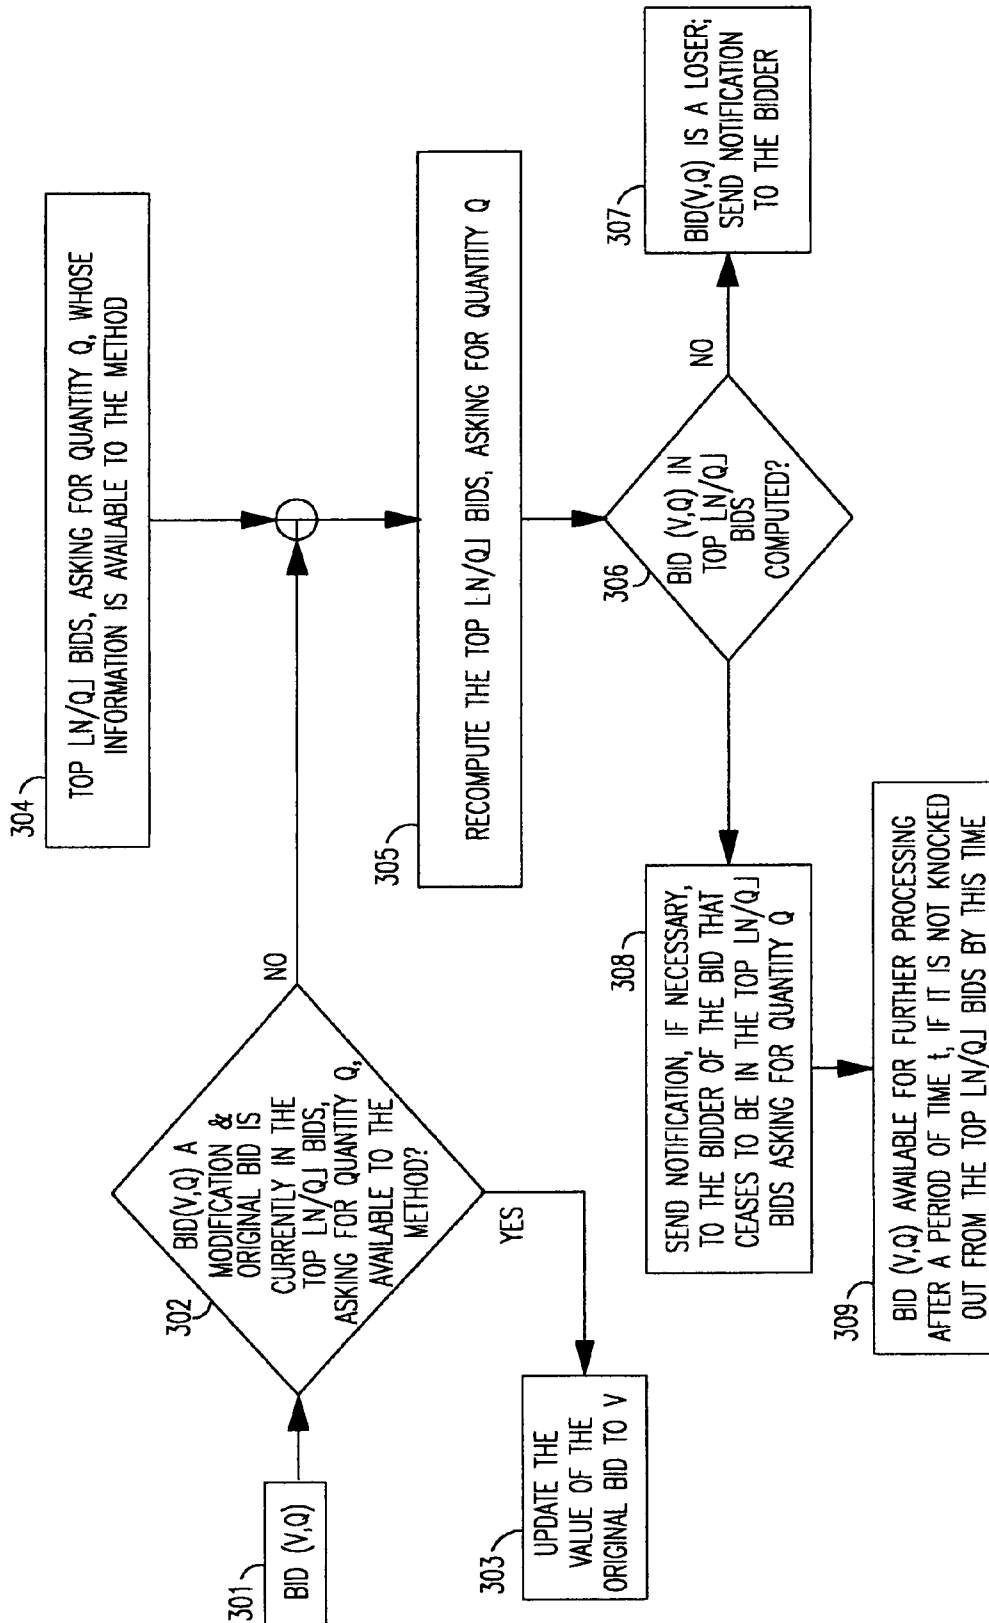 301
BID (V,Q)
302
BID(V,Q) A
MODIFICATION &
ORIGINAL BID IS
CURRENTLY IN THE
TOP ⌊N/Q⌋ BIDS,
ASKING FOR QUANTITY Q,
AVAILABLE TO THE
METHOD?
YES
NO
303
UPDATE THE
VALUE OF THE
ORIGINAL BID TO V
304
TOP ⌊N/Q⌋ BIDS, ASKING FOR QUANTITY Q, WHOSE
INFORMATION IS AVAILABLE TO THE METHOD
305
RECOMPUTE THE TOP ⌊N/Q⌋ BIDS, ASKING FOR QUANTITY Q
306
BID (V,Q) IN
TOP ⌊N/Q⌋
BIDS
COMPUTED?
NO
307
BID(V,Q) IS A LOSER;
SEND NOTIFICATION
TO THE BIDDER
308
SEND NOTIFICATION, IF NECESSARY,
TO THE BIDDER OF THE BID THAT
CEASES TO BE IN THE TOP ⌊N/Q⌋
BIDS ASKING FOR QUANTITY Q
309
BID (V,Q) AVAILABLE FOR FURTHER PROCESSING
AFTER A PERIOD OF TIME t, IF IT IS NOT KNOCKED
OUT FROM THE TOP ⌊N/Q⌋ BIDS BY THIS TIME